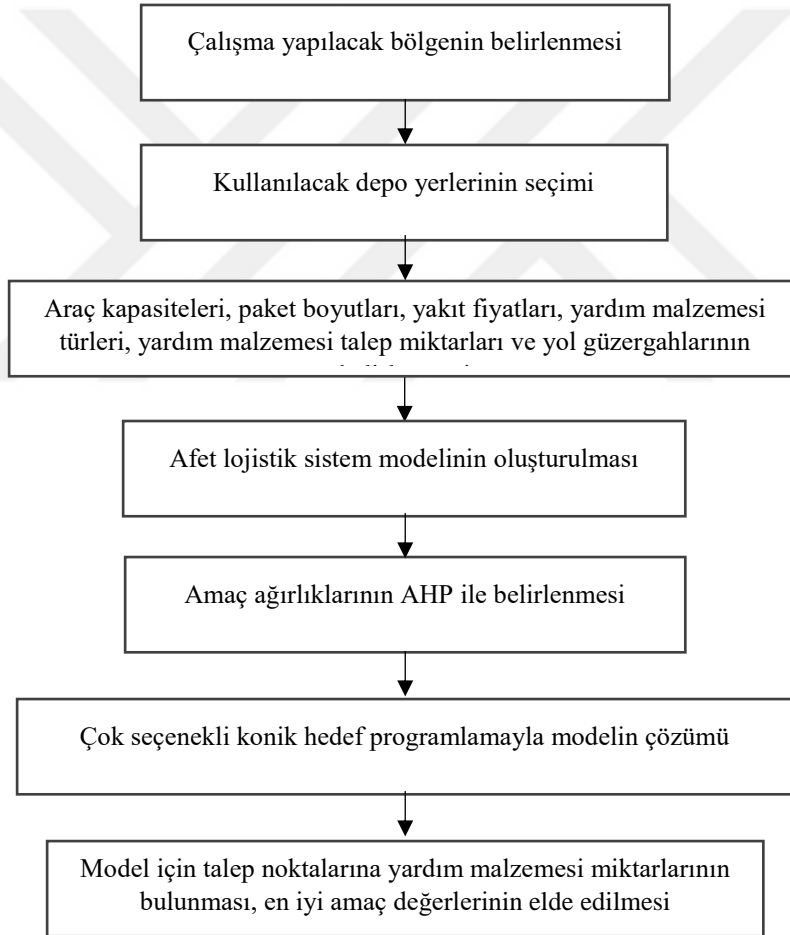 Çalışma yapılacak bölgenin belirlenmesi
Kullanılacak depo yerlerinin seçimi
Araç kapasiteleri, paket boyutları, yakıt fiyatları, yardım malzemesi
türleri, yardım malzemesi talep miktarları ve yol güzergahlarının
Afet lojistik sistem modelinin oluşturulması
Amaç ağırlıklarının AHP ile belirlenmesi
Çok seçenekli konik hedef programlamayla modelin çözümü
Model için talep noktalarına yardım malzemesi miktarlarının
bulunması, en iyi amaç değerlerinin elde edilmesi